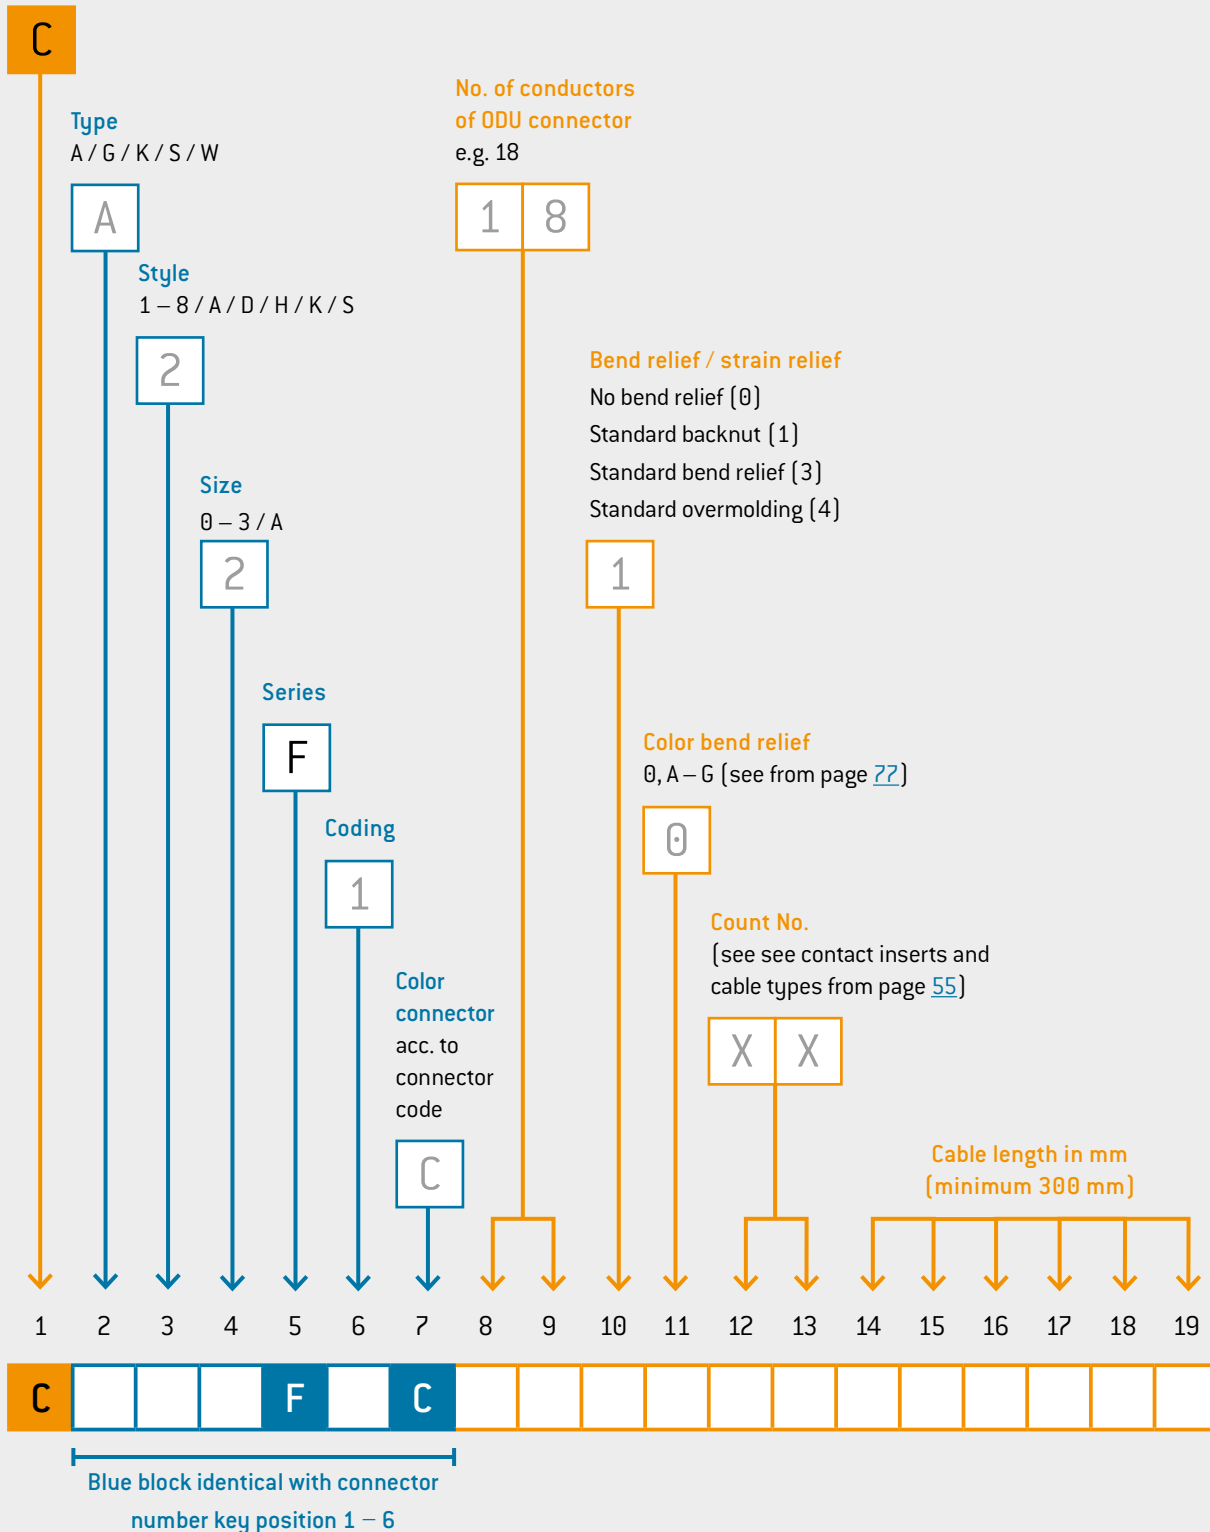 C
Type
A / G / K / S / W
A
Style
1 – 8 / A / D / H / K / S
2
Size
0 – 3 / A
2
Series
F
Coding
1
Color
connector
acc. to
connector
code
C
No. of conductors
of ODU connector
e.g. 18
1 8
Bend relief / strain relief
No bend relief (0)
Standard backnut (1)
Standard bend relief (3)
Standard overmolding (4)
1
Color bend relief
0, A – G (see from page 77)
0
Count No.
(see see contact inserts and
cable types from page 55)
X X
Cable length in mm
(minimum 300 mm)
1 2 3 4 5 6 7 8 9 10 11 12 13 14 15 16 17 18 19
C F C
Blue block identical with connector
number key position 1 – 6